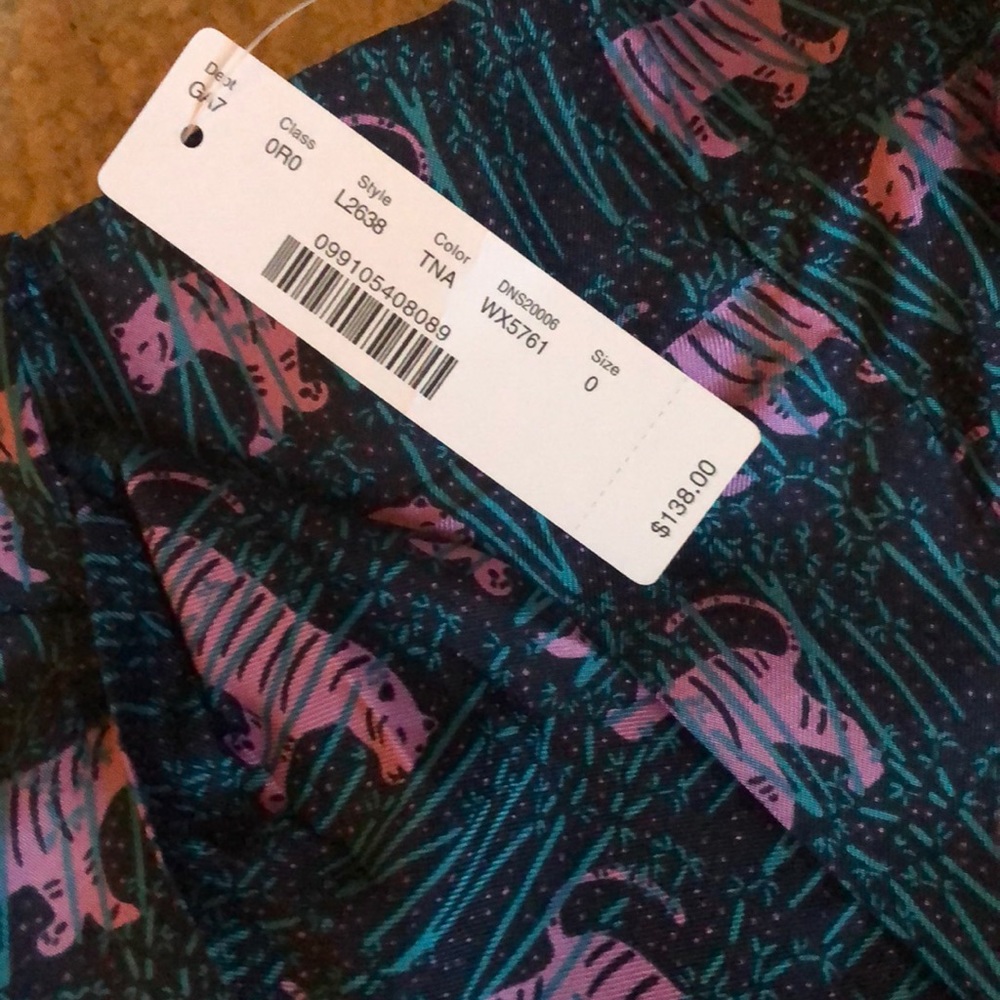 Dept
GA7
Class
0R0
Style
L2638
Color
TNA
099105408089
DNS20006
WX5761
Size
0
$138.00